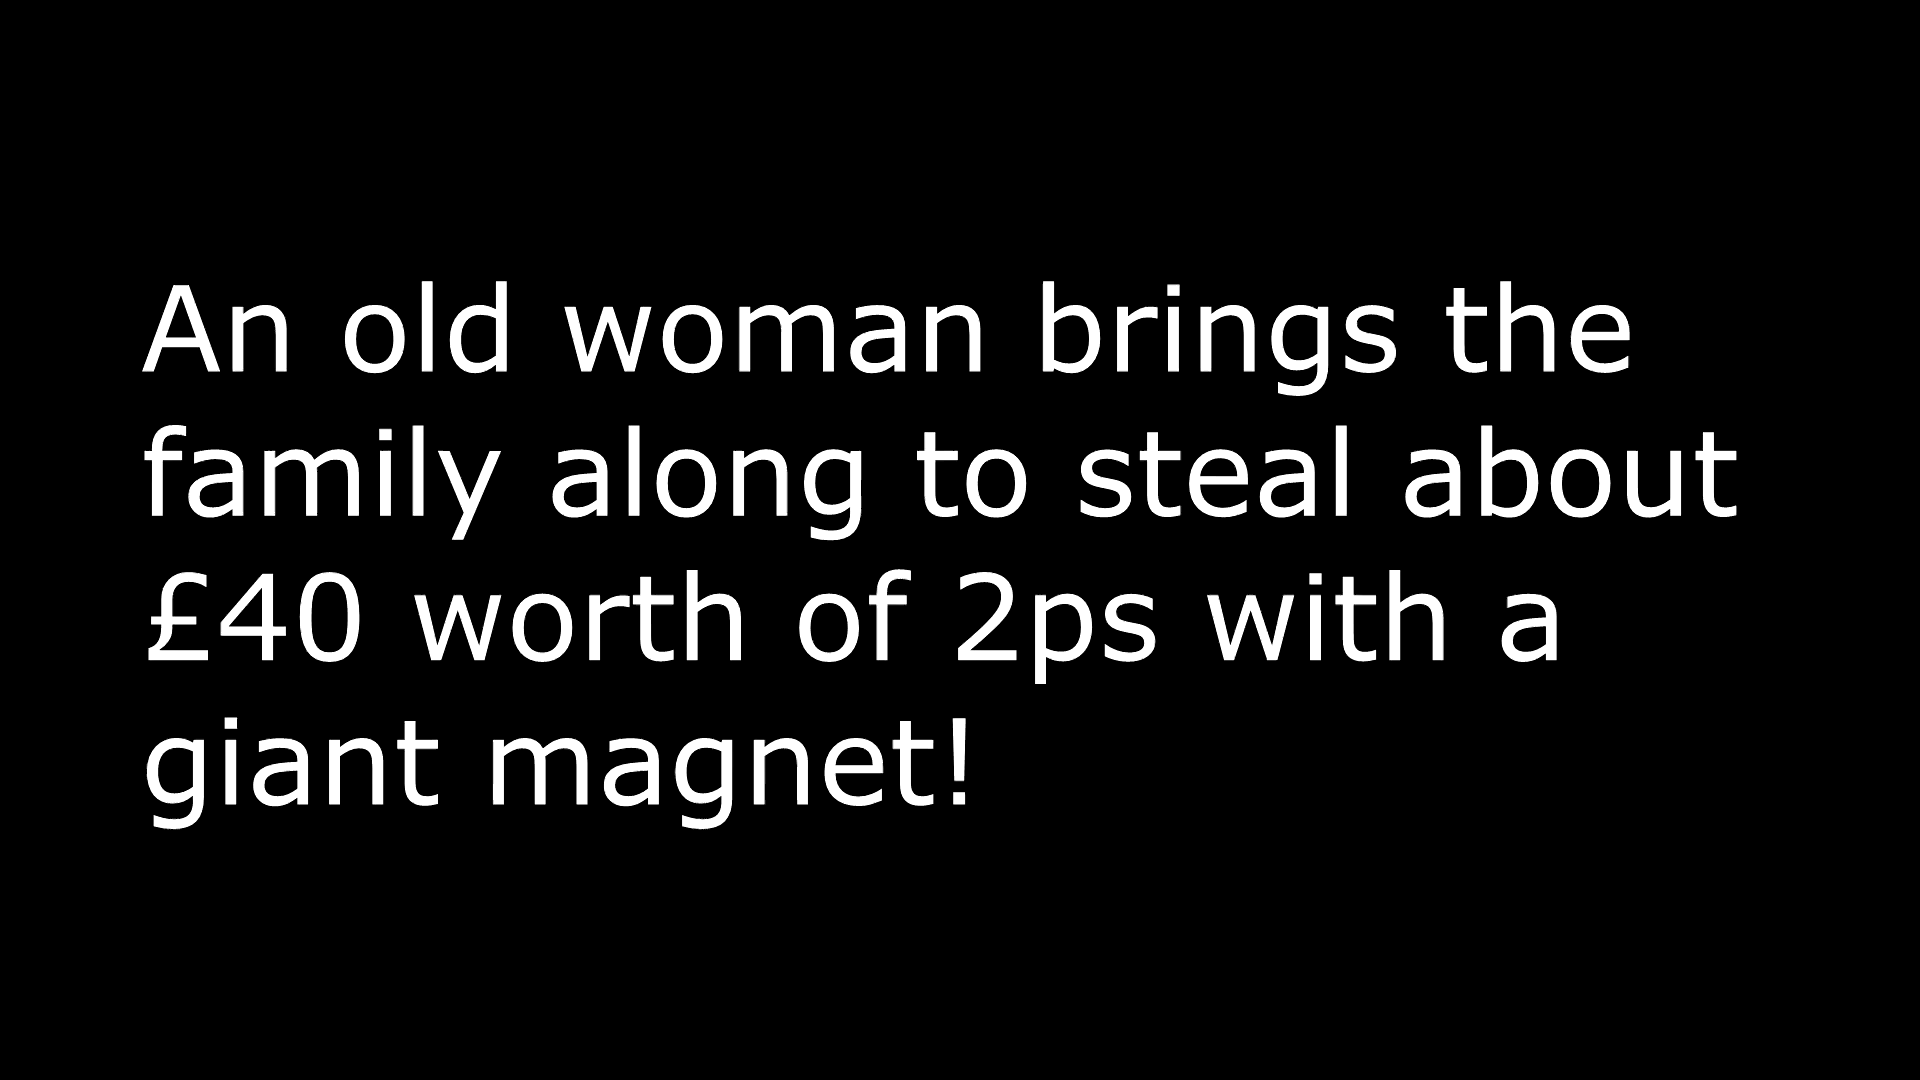 An old woman brings the
family along to steal about
£40 worth of 2ps with a
giant magnet!